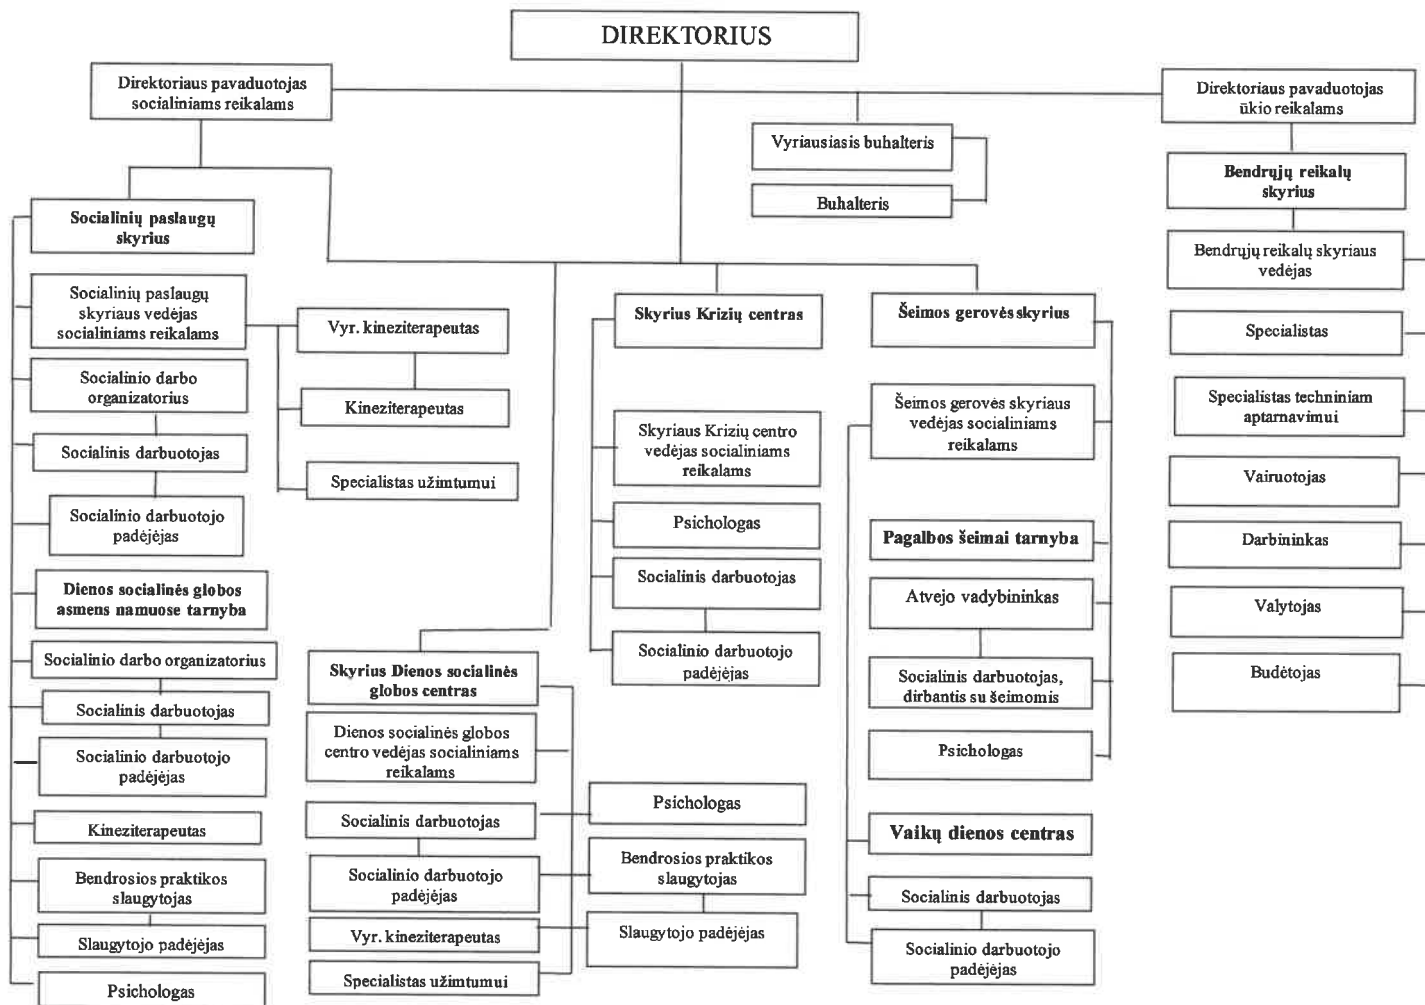 DIREKTORIUS
Direktoriaus pavaduotojas
socialiniams reikalams
Direktoriaus pavaduotojas
ūkio reikalams
Vyriausiasis buhalteris
Buhalteris
Bendrųjų reikalų
skyrius
Bendrųjų reikalų skyriaus
vedėjas
Specialistas
Specialistas techniniam
aptarnavimui
Vairuotojas
Darbininkas
Valytojas
Budėtojas
Socialinių paslaugų
skyrius
Socialinių paslaugų
skyriaus vedėjas
socialiniams reikalams
Socialinio darbo
organizatorius
Socialinis darbuotojas
Socialinio darbuotojo
padėjėjas
Dienos socialinės globos
asmens namuose tarnyba
Socialinio darbo organizatorius
Socialinis darbuotojas
Socialinio darbuotojo
padėjėjas
Kineziterapeutas
Bendrosios praktikos
slaugytojas
Slaugytojo padėjėjas
Psichologas
Vyr. kineziterapeutas
Kineziterapeutas
Specialistas užimtumui
Skyrius Dienos socialinės
globos centras
Dienos socialinės globos
centro vedėjas socialiniams
reikalams
Socialinis darbuotojas
Socialinio darbuotojo
padėjėjas
Vyr. kineziterapeutas
Specialistas užimtumui
Psichologas
Bendrosios praktikos
slaugytojas
Slaugytojo padėjėjas
Skyrius Krizių centras
Skyriaus Krizių centro
vedėjas socialiniams
reikalams
Psichologas
Socialinis darbuotojas
Socialinio darbuotojo
padėjėjas
Šeimos gerovės skyrius
Šeimos gerovės skyriaus
vedėjas socialiniams
reikalams
Pagalbos šeimai tarnyba
Atvejo vadybininkas
Socialinis darbuotojas,
dirbantis su šeimomis
Psichologas
Vaikų dienos centras
Socialinis darbuotojas
Socialinio darbuotojo
padėjėjas